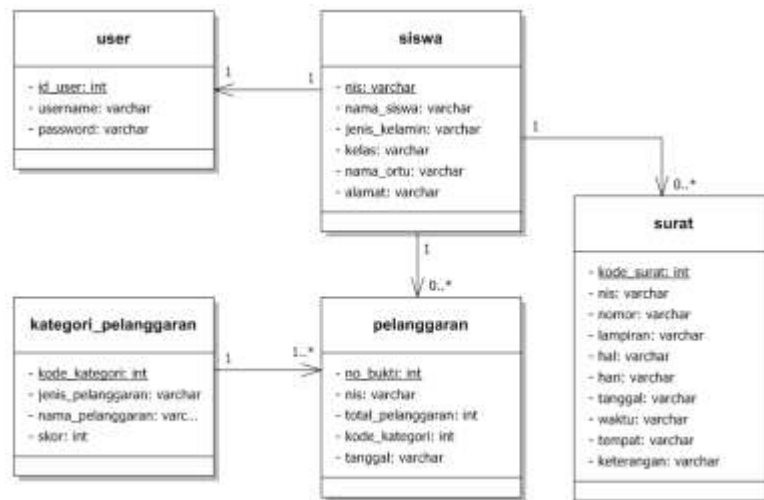 user
- id_user: int
- username: varchar
- password: varchar
1
1
siswa
- nis: varchar
- nama_siswa: varchar
- jenis_kelamin: varchar
- kelas: varchar
- nama_ortu: varchar
- alamat: varchar
1
0..*
1
0..*
surat
- kode_surat: int
- nis: varchar
- nomor: varchar
- lampiran: varchar
- hal: varchar
- hari: varchar
- tanggal: varchar
- waktu: varchar
- tempat: varchar
- keterangan: varchar
kategori_pelanggaran
- kode_kategori: int
- jenis_pelanggaran: varchar
- nama_pelanggaran: varc...
- skor: int
1
1..*
pelanggaran
- no_bukti: int
- nis: varchar
- total_pelanggaran: int
- kode_kategori: int
- tanggal: varchar